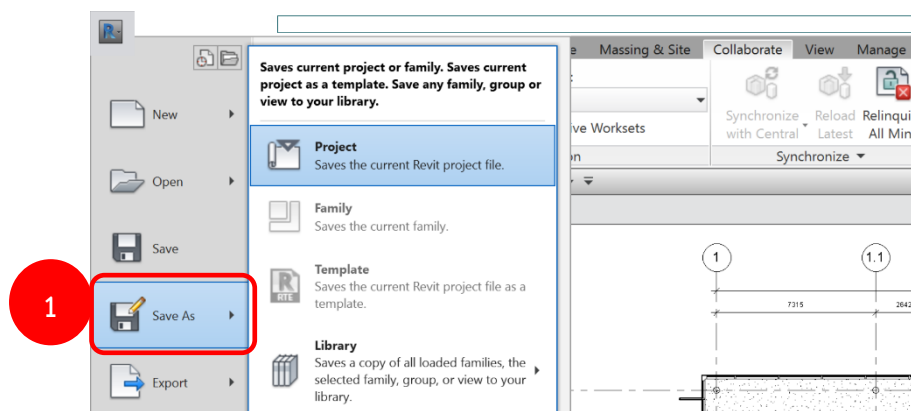 Massing & Site Collaborate View Manage
Saves current project or family. Saves current
project as a template. Save any family, group or
view to your library.
New
Project
Saves the current Revit project file.
Open
Family
Saves the current family.
Save
Template
Saves the current Revit project file as a
template.
RTE
1
Save As
Library
Saves a copy of all loaded families, the
selected family, group, or view to your
library.
Export
Synchronize
with Central
Reload
Latest
Relinqui
All Min
ive Worksets
on
Synchronize
1
1.1
7315
2642